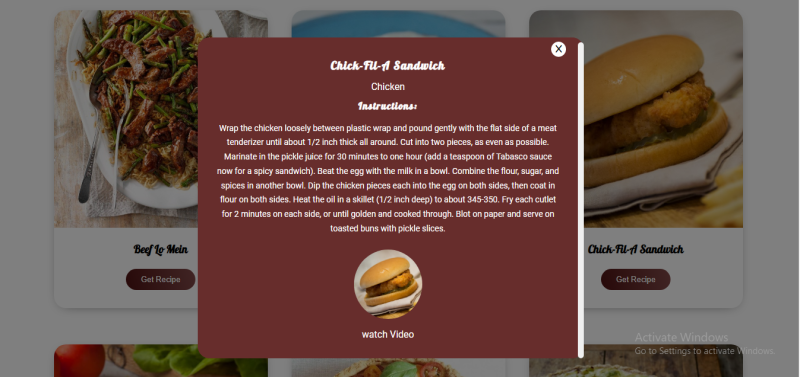 X
Chick-Fil-A Sandwich
Chicken
Instructions:
Wrap the chicken loosely between plastic wrap and pound gently with the flat side of a meat
tenderizer until about 1/2 inch thick all around. Cut into two pieces, as even as possible.
Marinate in the pickle juice for 30 minutes to one hour (add a teaspoon of Tabasco sauce
now for a spicy sandwich). Beat the egg with the milk in a bowl. Combine the flour, sugar, and
spices in another bowl. Dip the chicken pieces each into the egg on both sides, then coat in
flour on both sides. Heat the oil in a skillet (1/2 inch deep) to about 345-350. Fry each cutlet
for 2 minutes on each side, or until golden and cooked through. Blot on paper and serve on
toasted buns with pickle slices.
watch Video
Beef Lo Mein
Get Recipe
Chick-Fil-A Sandwich
Get Recipe
Activate Windows
Go to Settings to activate Windows.